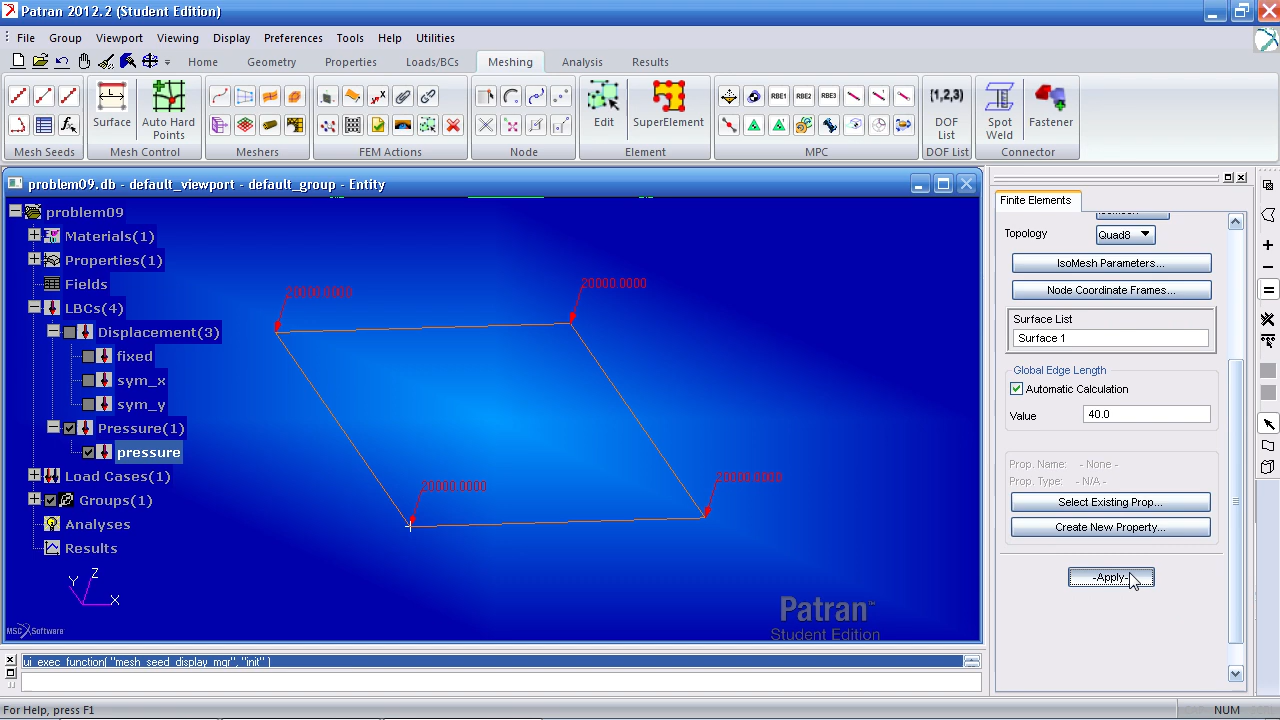 Patran 2012.2 (Student Edition)
File Group Viewport Viewing Display Preferences Tools Help Utilities
Home Geometry Properties Loads/BCs Meshing Analysis Results
Surface Auto Hard Points Edit SuperElement RBE1 RBE2 RBE3 (1,2,3) DOF List Spot Weld Fastener
Mesh Seeds Mesh Control Meshers FEM Actions Node Element MPC DOF List Connector
problem09.db - default_viewport - default_group - Entity
problem09
Materials(1)
Properties(1)
Fields
LBCs(4)
Displacement(3)
fixed
sym_x
sym_y
Pressure(1)
pressure
Load Cases(1)
Groups(1)
Analyses
Results
20000.0000
20000.0000
20000.0000
20000.0000
Z
Y
X
MSC Software
Patran™
Student Edition
Finite Elements
Topology Quad8
IsoMesh Parameters...
Node Coordinate Frames...
Surface List
Surface 1
Global Edge Length
Automatic Calculation
Value 40.0
Prop. Name: - None -
Prop. Type: - N/A -
Select Existing Prop...
Create New Property...
-Apply-
ui_exec_function( "mesh_seed_display_mgr", "init" )
For Help, press F1
NUM